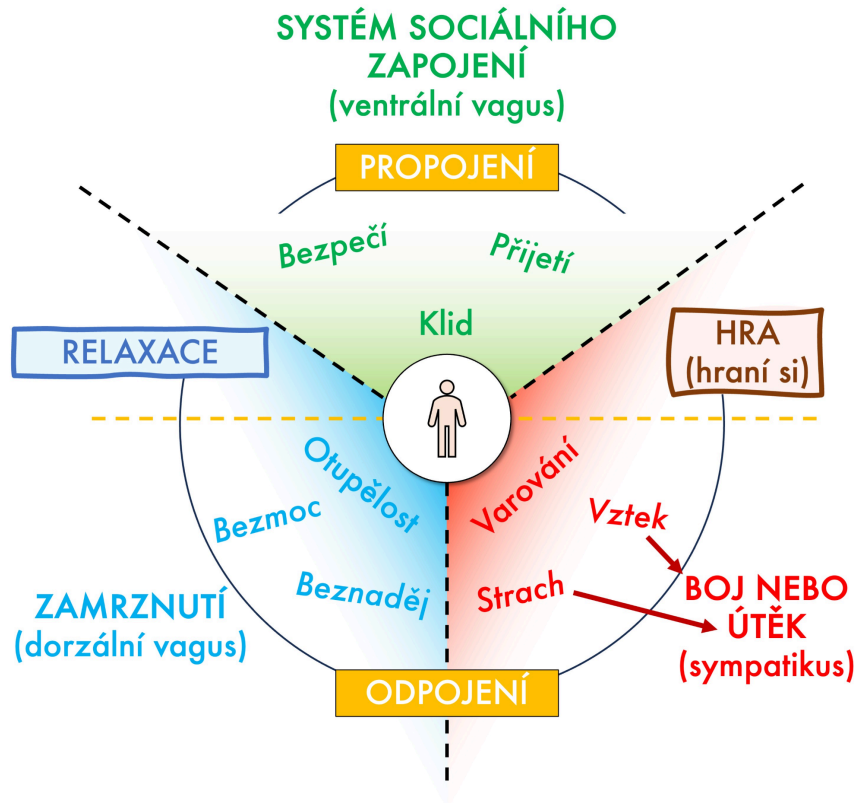 SYSTÉM SOCIÁLNÍHO
ZAPOJENÍ
(ventrální vagus)
PROPOJENÍ
Bezpečí
Přijetí
Klid
RELAXACE
HRA
(hraní si)
Otupělost
Bezmoc
Beznaděj
Varování
Vztek
Strach
ZAMRZNUTÍ
(dorzální vagus)
BOJ NEBO
ÚTĚK
(sympatikus)
ODPOJENÍ